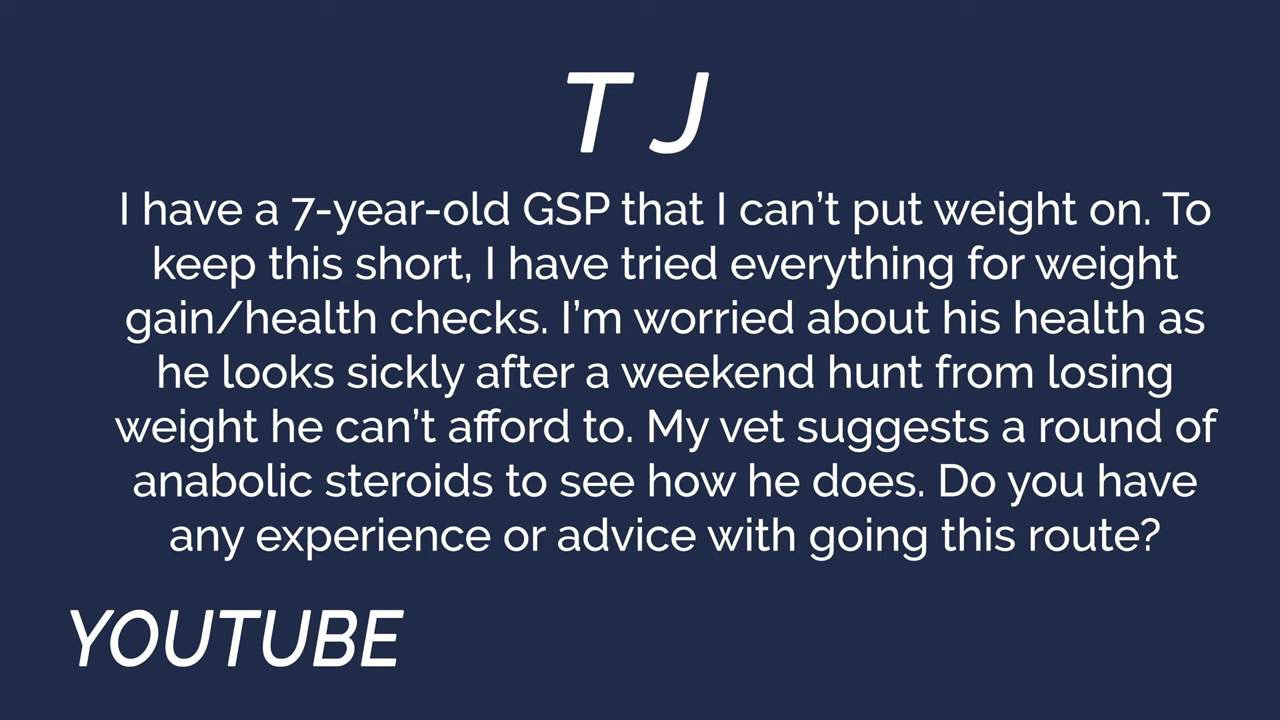 T J
I have a 7-year-old GSP that I can’t put weight on. To
keep this short, I have tried everything for weight
gain/health checks. I’m worried about his health as
he looks sickly after a weekend hunt from losing
weight he can’t afford to. My vet suggests a round of
anabolic steroids to see how he does. Do you have
any experience or advice with going this route?
YOUTUBE